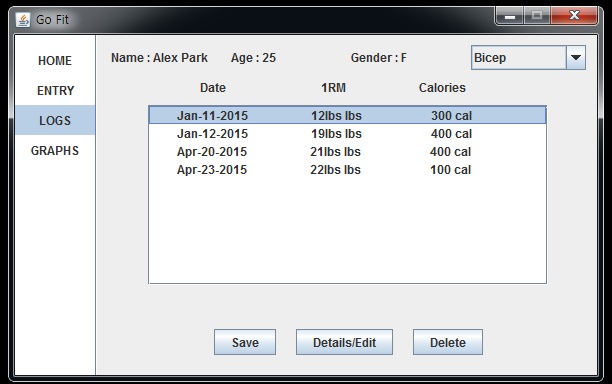 Go Fit
HOME
ENTRY
LOGS
GRAPHS
Name : Alex Park Age : 25 Gender : F Bicep
Date 1RM Calories
Jan-11-2015 12lbs lbs 300 cal
Jan-12-2015 19lbs lbs 400 cal
Apr-20-2015 21lbs lbs 400 cal
Apr-23-2015 22lbs lbs 100 cal
Save Details/Edit Delete